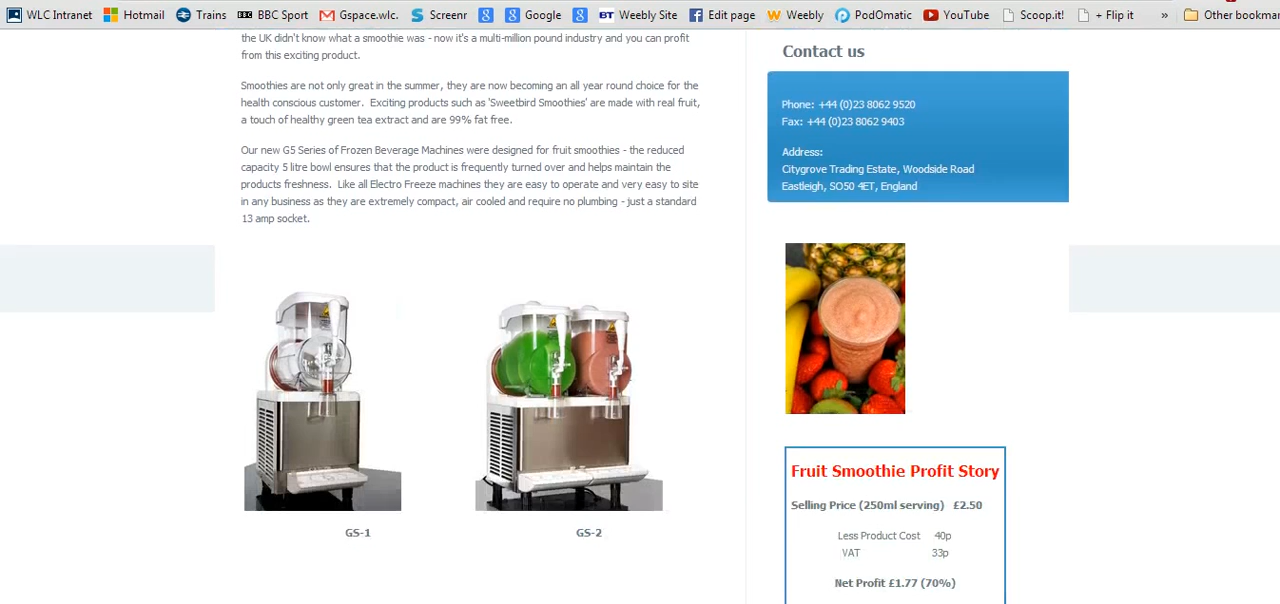 WLC Intranet Hotmail Trains BBC Sport Gspace.wlc. Screenr Google Weebly Site Edit page Weebly PodOmatic YouTube Scoop.it! + Flip it » Other bookmar
the UK didn't know what a smoothie was - now it's a multi-million pound industry and you can profit
from this exciting product.
Smoothies are not only great in the summer, they are now becoming an all year round choice for the
health conscious customer. Exciting products such as 'Sweetbird Smoothies' are made with real fruit,
a touch of healthy green tea extract and are 99% fat free.
Our new G5 Series of Frozen Beverage Machines were designed for fruit smoothies - the reduced
capacity 5 litre bowl ensures that the product is frequently turned over and helps maintain the
products freshness. Like all Electro Freeze machines they are easy to operate and very easy to site
in any business as they are extremely compact, air cooled and require no plumbing - just a standard
13 amp socket.
GS-1
GS-2
Contact us
Phone: +44 (0)23 8062 9520
Fax: +44 (0)23 8062 9403
Address:
Citygrove Trading Estate, Woodside Road
Eastleigh, SO50 4ET, England
Fruit Smoothie Profit Story
Selling Price (250ml serving) £2.50
Less Product Cost 40p
VAT 33p
Net Profit £1.77 (70%)